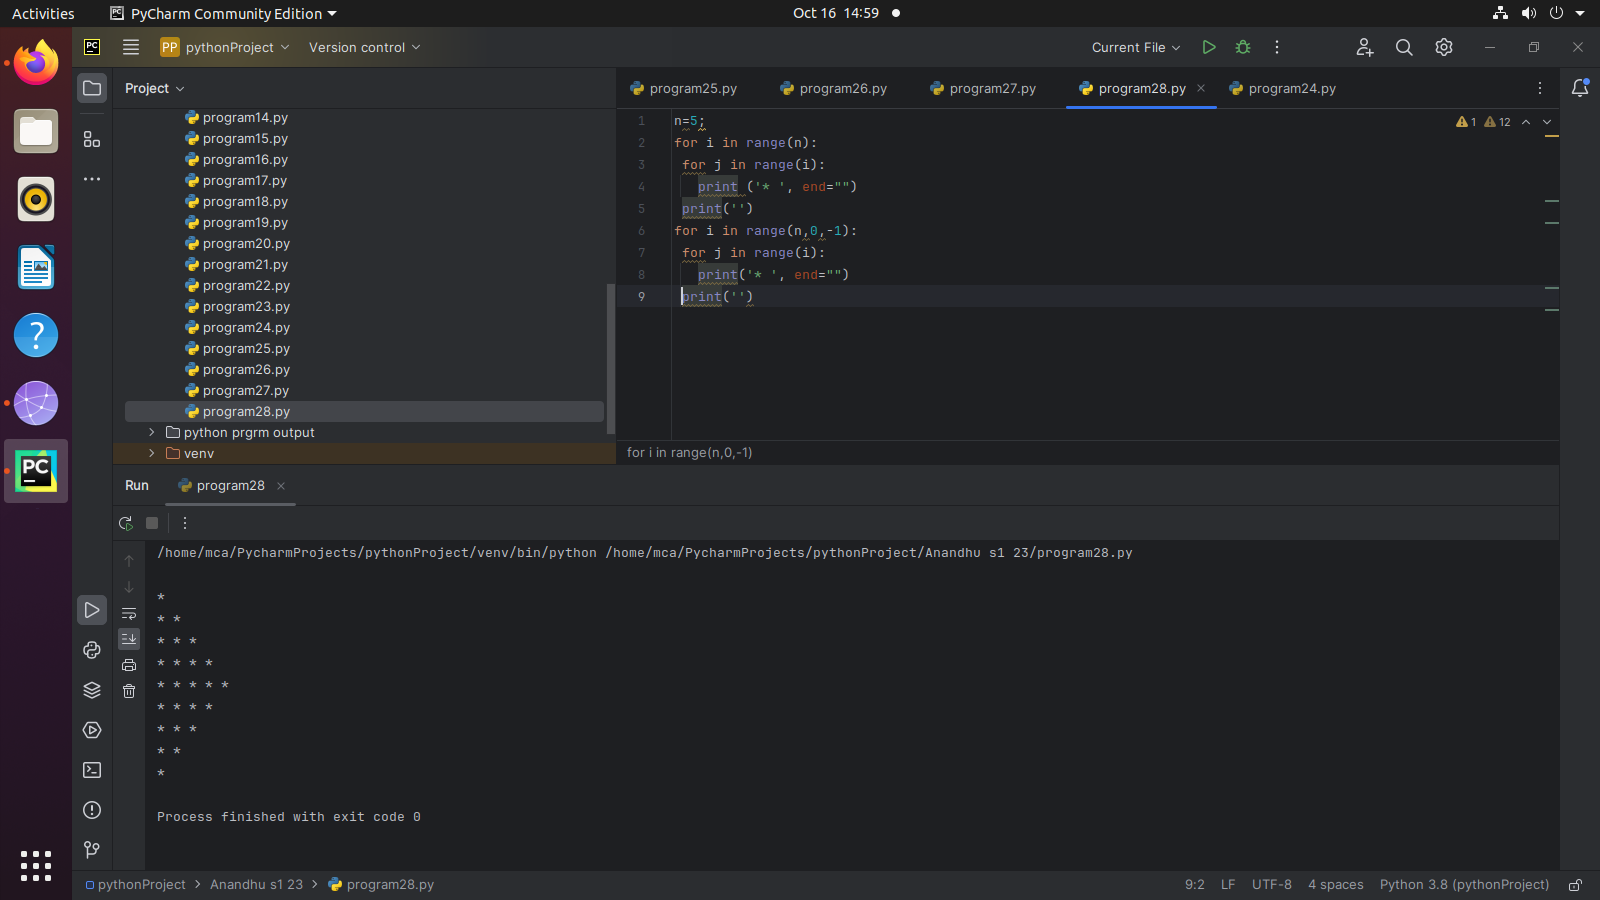 Activities PyCharm Community Edition Oct 16 14:59
PC PP pythonProject Version control Current File
Project
program14.py
program15.py
program16.py
program17.py
program18.py
program19.py
program20.py
program21.py
program22.py
program23.py
program24.py
program25.py
program26.py
program27.py
program28.py
python prgrm output
venv
program25.py program26.py program27.py program28.py program24.py
1 n=5; 1 12
2 for i in range(n):
3 for j in range(i):
4 print ('* ', end="")
5 print('')
6 for i in range(n,0,-1):
7 for j in range(i):
8 print('* ', end="")
9 print('')
for i in range(n,0,-1)
PC
Run program28
/home/mca/PycharmProjects/pythonProject/venv/bin/python /home/mca/PycharmProjects/pythonProject/Anandhu s1 23/program28.py
*
* *
* * *
* * * *
* * * * *
* * * *
* * *
* *
*
Process finished with exit code 0
pythonProject > Anandhu s1 23 > program28.py 9:2 LF UTF-8 4 spaces Python 3.8 (pythonProject)